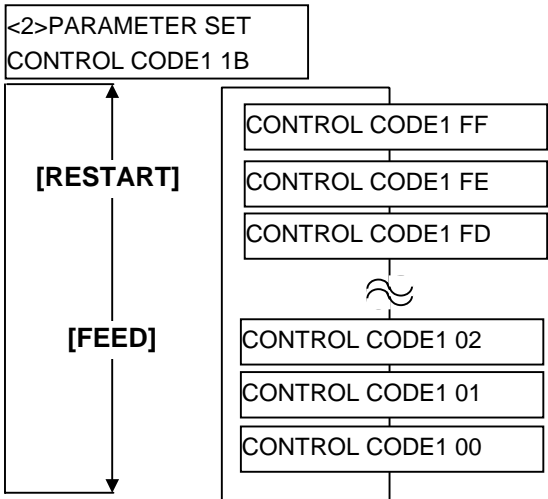 <2>PARAMETER SET
CONTROL CODE1 1B
CONTROL CODE1 FF
[RESTART]
CONTROL CODE1 FE
CONTROL CODE1 FD
[FEED]
CONTROL CODE1 02
CONTROL CODE1 01
CONTROL CODE1 00